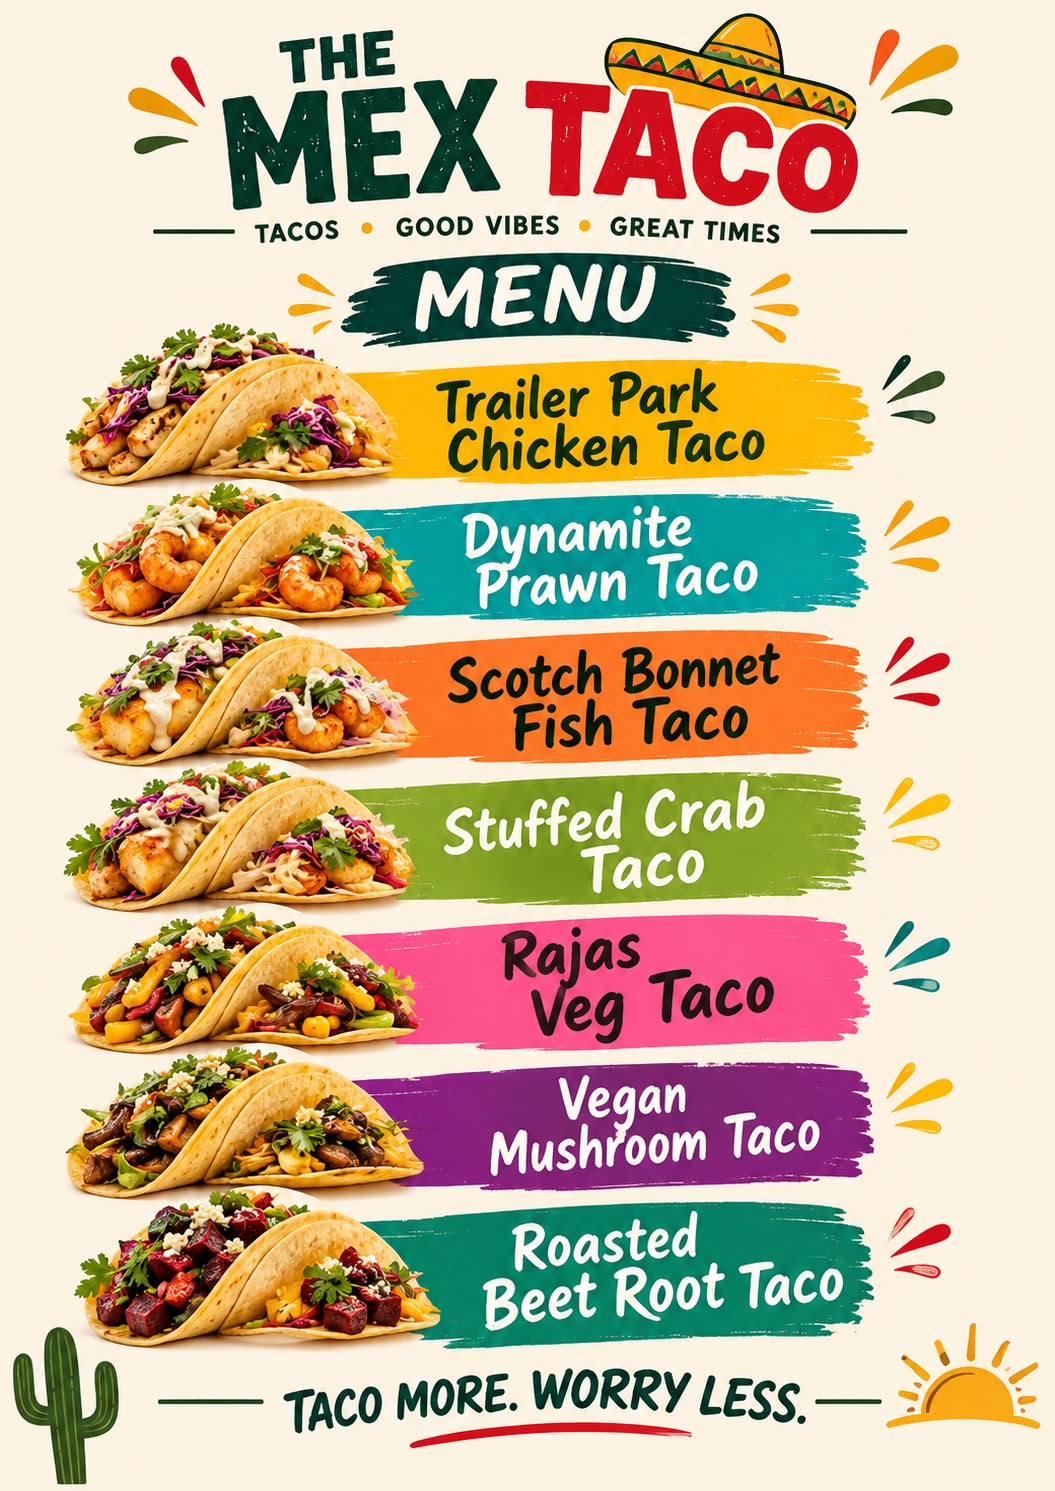 THE
MEX TACO
TACOS • GOOD VIBES • GREAT TIMES
MENU
Trailer Park
Chicken Taco
Dynamite
Prawn Taco
Scotch Bonnet
Fish Taco
Stuffed Crab
Taco
Rajas
Veg Taco
Vegan
Mushroom Taco
Roasted
Beet Root Taco
TACO MORE. WORRY LESS.